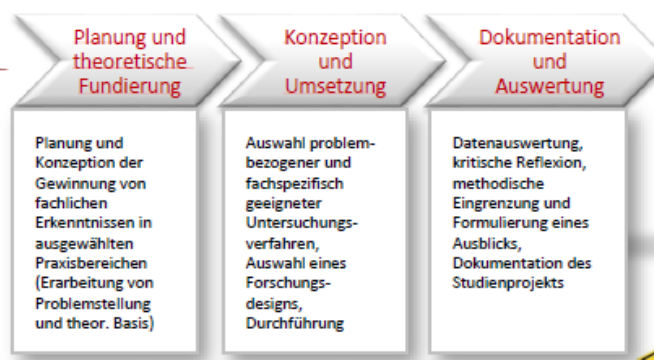 Planung und
theoretische
Fundierung
Planung und
Konzeption der
Gewinnung von
fachlichen
Erkenntnissen in
ausgewählten
Praxisbereichen
(Erarbeitung von
Problemstellung
und theor. Basis)
Konzeption
und
Umsetzung
Auswahl problem-
bezogener und
fachspezifisch
geeigneter
Untersuchungs-
verfahren,
Auswahl eines
Forschungs-
designs,
Durchführung
Dokumentation
und
Auswertung
Datenauswertung,
kritische Reflexion,
methodische
Eingrenzung und
Formulierung eines
Ausblicks,
Dokumentation des
Studienprojekts